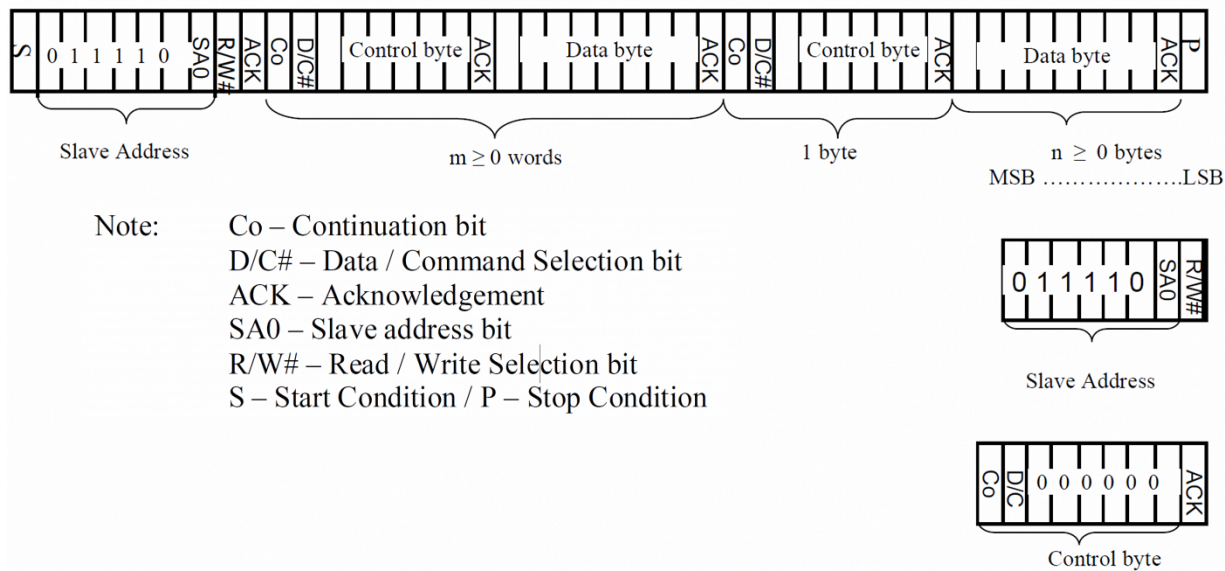 S 0 1 1 1 1 0 SA0 R/W# ACK Co D/C# Control byte ACK Data byte ACK Co D/C# Control byte ACK Data byte ACK P
Slave Address
m ≥ 0 words
1 byte
n ≥ 0 bytes
MSB ………………….LSB
Note: Co – Continuation bit
D/C# – Data / Command Selection bit
ACK – Acknowledgement
SA0 – Slave address bit
R/W# – Read / Write Selection bit
S – Start Condition / P – Stop Condition
0 1 1 1 1 0 SA0 R/W#
Slave Address
Co D/C 0 0 0 0 0 0 ACK
Control byte